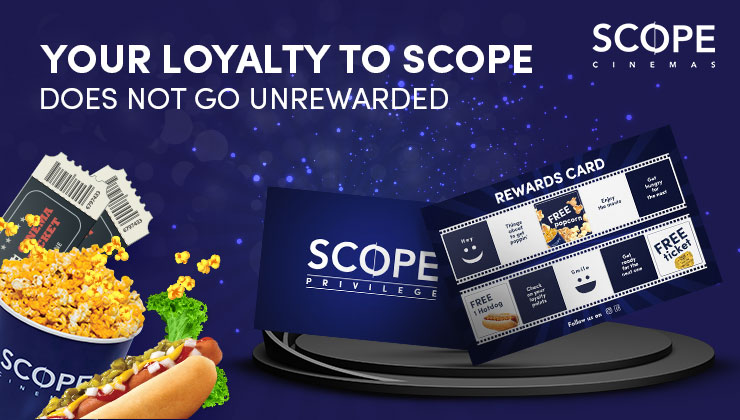 YOUR LOYALTY TO SCOPE
DOES NOT GO UNREWARDED
SCOPE
CINEMAS
CINEMA
SCOPE
SCOPE
PRIVILEGE
REWARDS CARD
Hey
Things
about
to get
poppin'
FREE
popcorn
Enjoy
the movie
Get
hungry
for
the next
FREE
1 Hotdog
Check
on your
loyalty
points
Smile
Get
ready
for the
next one
FREE
ticket
Follow us on